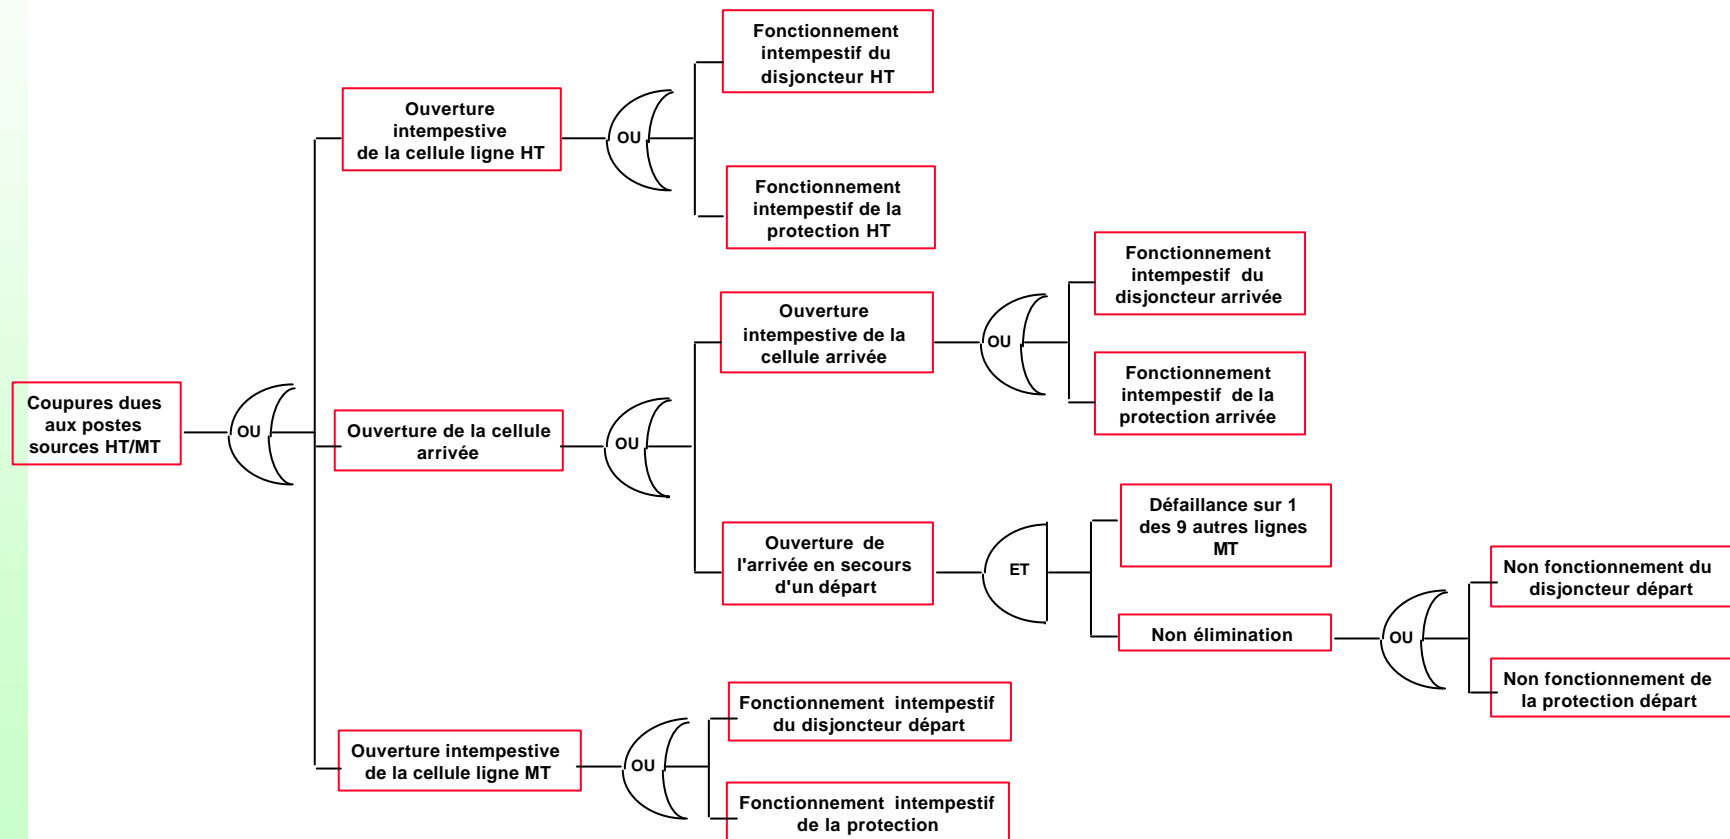 Coupures dues
aux postes
sources HT/MT
OU
Ouverture
intempestive
de la cellule ligne HT
OU
Fonctionnement
intempestif du
disjoncteur HT
Fonctionnement
intempestif de la
protection HT
Ouverture de la cellule
arrivée
OU
Ouverture
intempestive de la
cellule arrivée
OU
Fonctionnement
intempestif du
disjoncteur arrivée
Fonctionnement
intempestif de la
protection arrivée
Ouverture de
l'arrivée en secours
d'un départ
ET
Défaillance sur 1
des 9 autres lignes
MT
Non élimination
OU
Non fonctionnement du
disjoncteur départ
Non fonctionnement de
la protection départ
Ouverture intempestive
de la cellule ligne MT
OU
Fonctionnement intempestif
du disjoncteur départ
Fonctionnement intempestif
de la protection